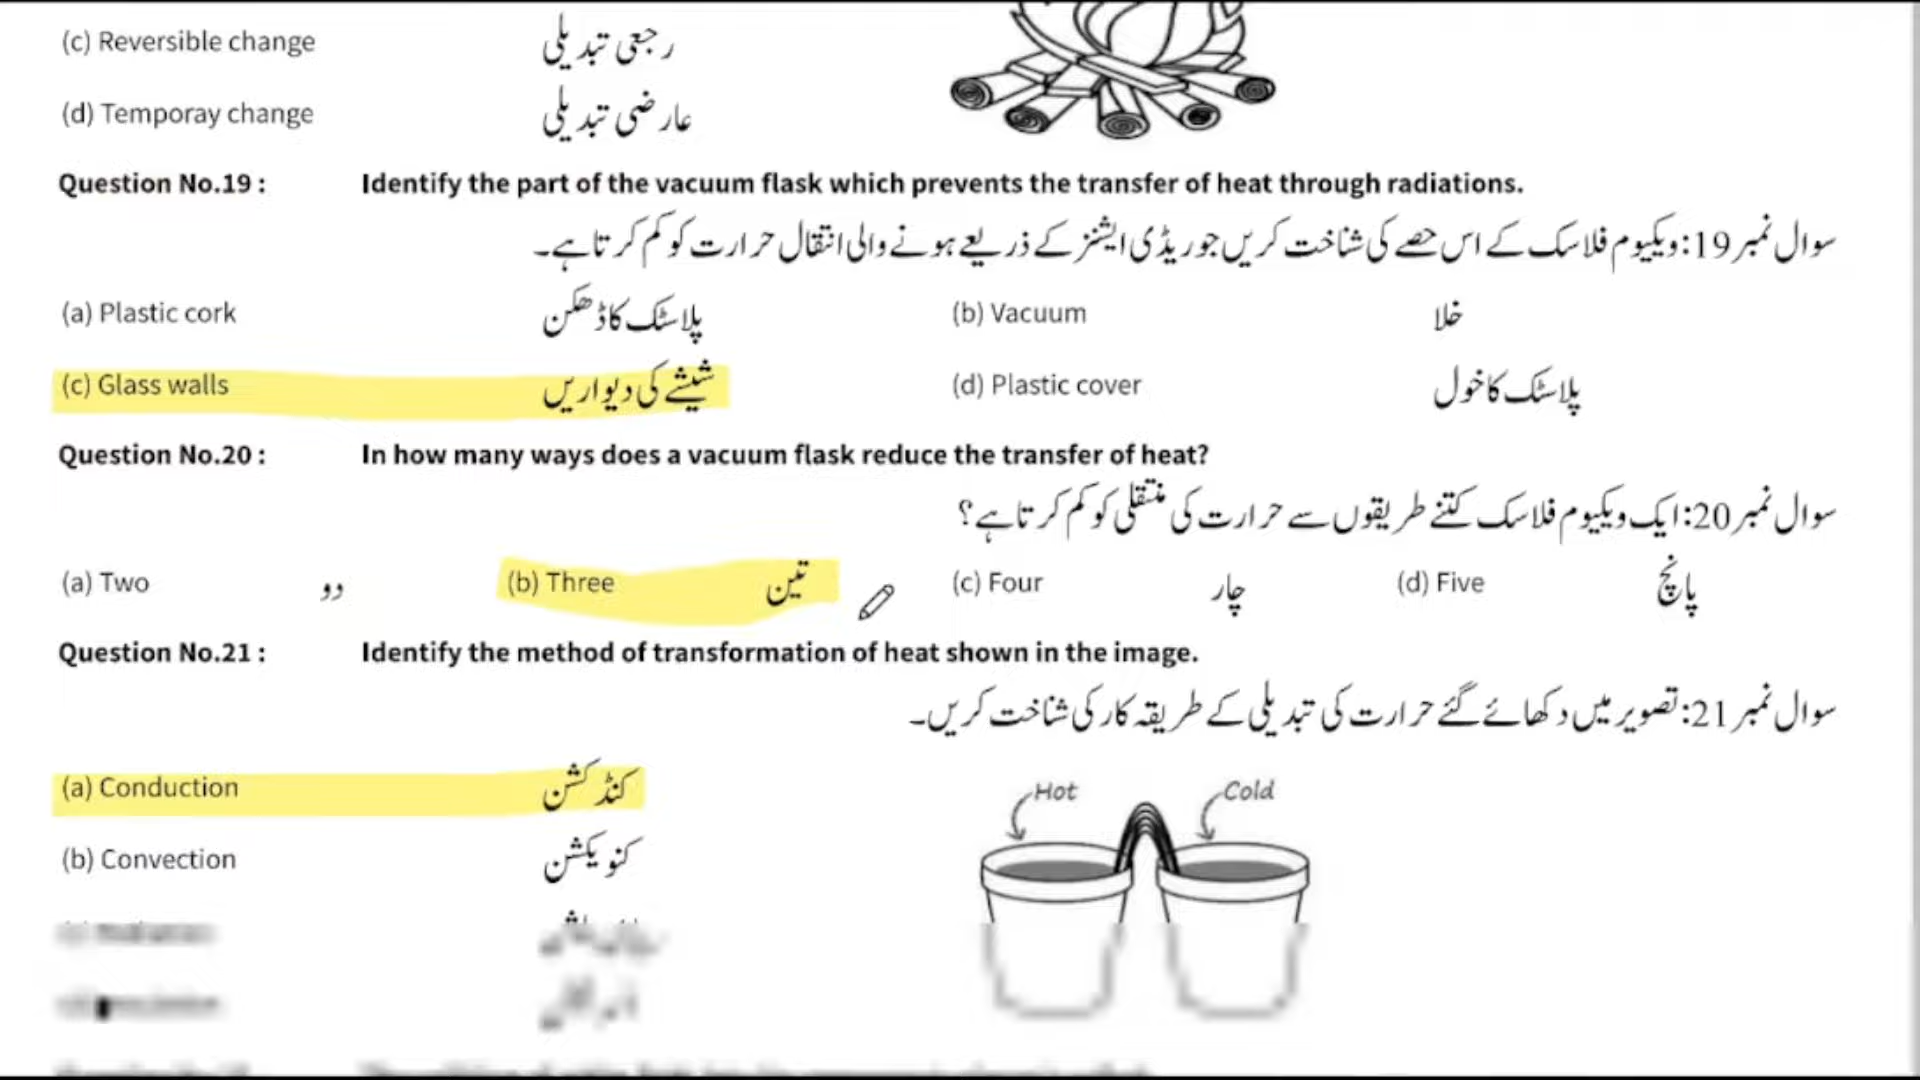 (c) Reversible change رجعی تبدیلی
(d) Temporay change عارضی تبدیلی
Question No.19 : Identify the part of the vacuum flask which prevents the transfer of heat through radiations.
سوال نمبر 19: ویکیوم فلاسک کے اس حصے کی شناخت کریں جو ریڈی ایشنز کے ذریعے ہونے والی انتقال حرارت کو کم کرتا ہے۔
(a) Plastic cork پلاسٹک کا ڈھکن (b) Vacuum خلا
(c) Glass walls شیشے کی دیواریں (d) Plastic cover پلاسٹک کا خول
Question No.20 : In how many ways does a vacuum flask reduce the transfer of heat?
سوال نمبر 20: ایک ویکیوم فلاسک کتنے طریقوں سے حرارت کی منتقلی کو کم کرتا ہے؟
(a) Two دو (b) Three تین (c) Four چار (d) Five پانچ
Question No.21 : Identify the method of transformation of heat shown in the image.
سوال نمبر 21: تصویر میں دکھائے گئے حرارت کی تبدیلی کے طریقہ کار کی شناخت کریں۔
(a) Conduction کنڈکشن
Hot Cold
(b) Convection کنویکشن